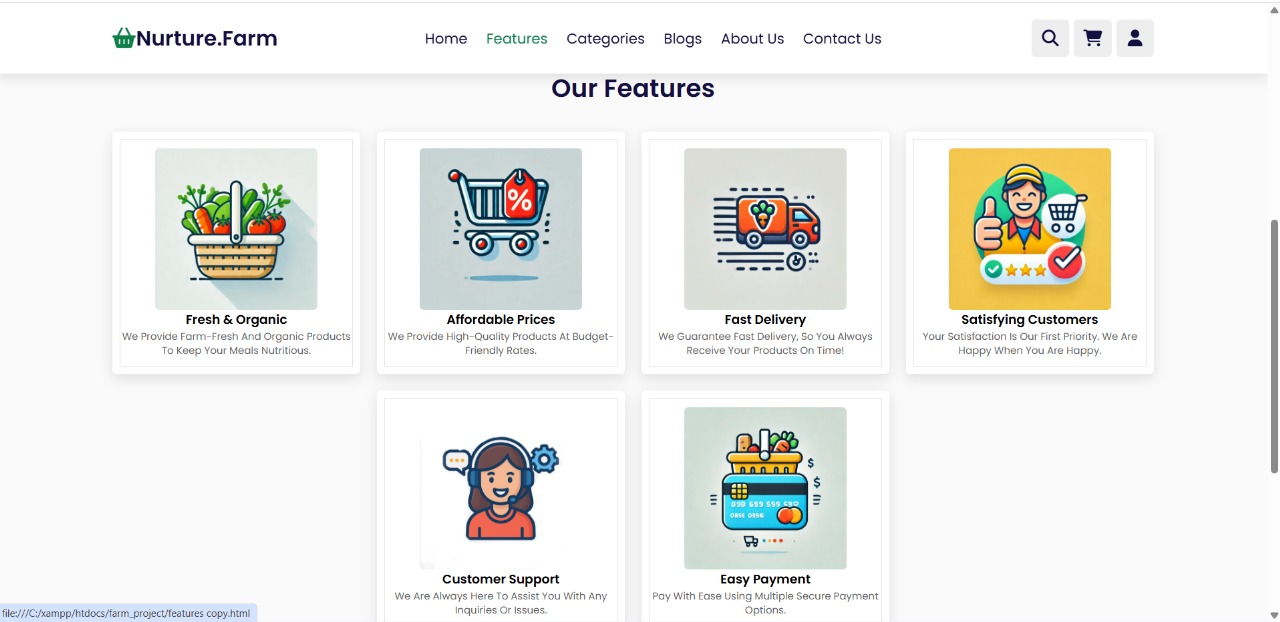 Nurture.Farm
Home Features Categories Blogs About Us Contact Us
Our Features
%
Fresh & Organic
We Provide Farm-Fresh And Organic Products
To Keep Your Meals Nutritious.
Affordable Prices
We Provide High-Quality Products At Budget-
Friendly Rates.
Fast Delivery
We Guarantee Fast Delivery, So You Always
Receive Your Products On Time!
Satisfying Customers
Your Satisfaction Is Our First Priority. We Are
Happy When You Are Happy.
Customer Support
We Are Always Here To Assist You With Any
Inquiries Or Issues.
$
$
Easy Payment
Pay With Ease Using Multiple Secure Payment
Options.
file:///C:/xampp/htdocs/farm_project/features copy.html